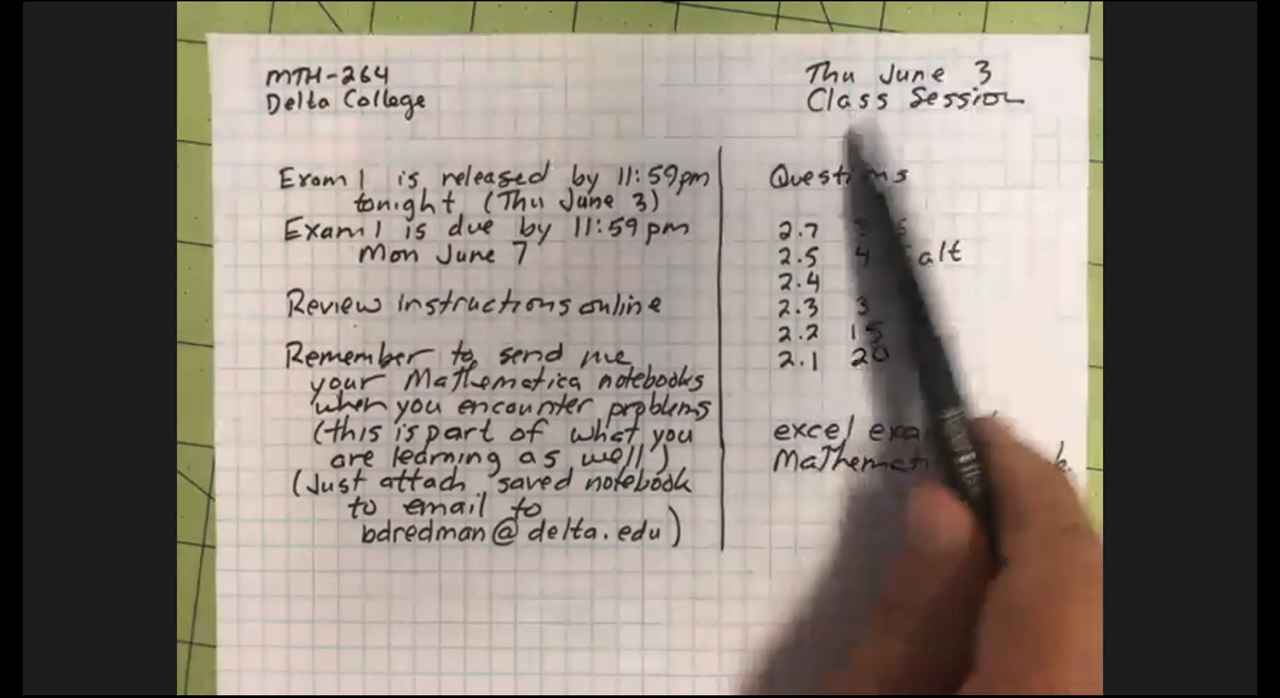 MTH-264
Delta College
Thu June 3
Class Session
Exam 1 is released by 11:59pm
tonight (Thu June 3)
Exam 1 is due by 11:59pm
Mon June 7
Review instructions online
Remember to send me
your Mathematica notebooks
when you encounter problems
(this is part of what you
are learning as well)
(Just attach saved notebook
to email to
bdredman@delta.edu)
Questions
2.7
2.5 4 alt
2.4
2.3 3
2.2 15
2.1 20
excel